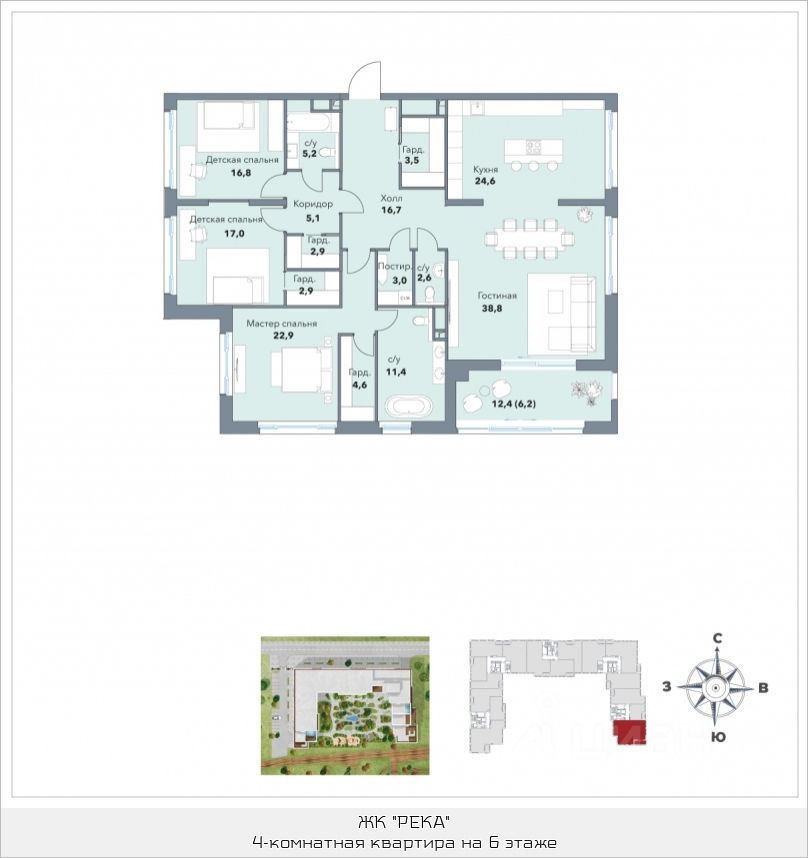 Детская спальня
16,8
с/у
5,2
Гард.
3,5
Кухня
24,6
Холл
16,7
Коридор
5,1
Детская спальня
17,0
Гард.
2,9
Гард.
2,9
Постир.
3,0
с/у
2,6
Гостиная
38,8
Мастер спальня
22,9
Гард.
4,6
с/у
11,4
12,4 (6,2)
С
З
В
Ю
ЖК "РЕКА"
4-комнатная квартира на 6 этаже